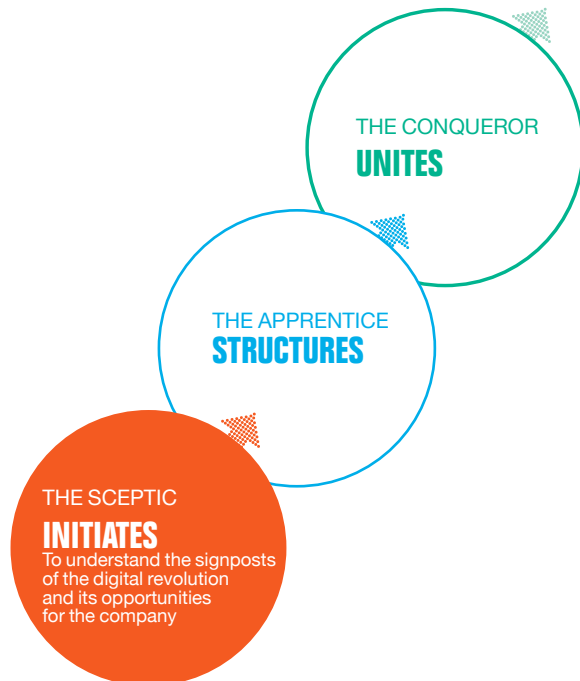 THE CONQUEROR
UNITES
THE APPRENTICE
STRUCTURES
THE SCEPTIC
INITIATES
To understand the signposts
of the digital revolution
and its opportunities
for the company